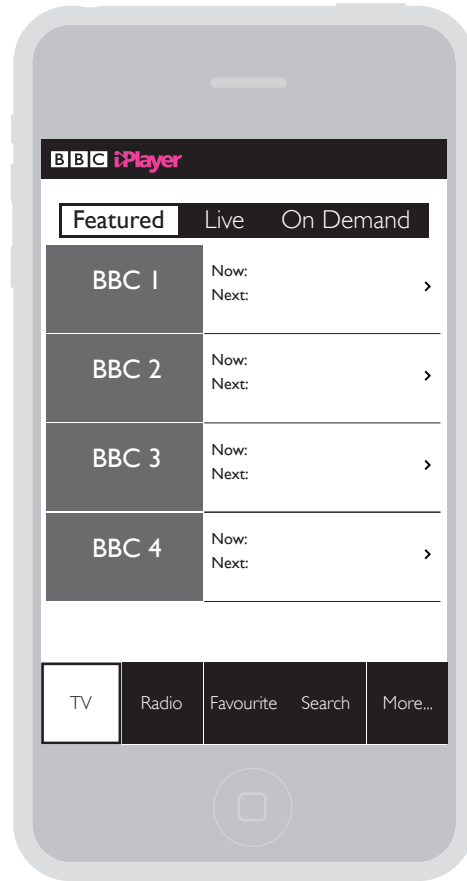 BBC iPlayer
Featured Live On Demand
BBC 1
Now:
Next:
BBC 2
Now:
Next:
BBC 3
Now:
Next:
BBC 4
Now:
Next:
TV Radio Favourite Search More...